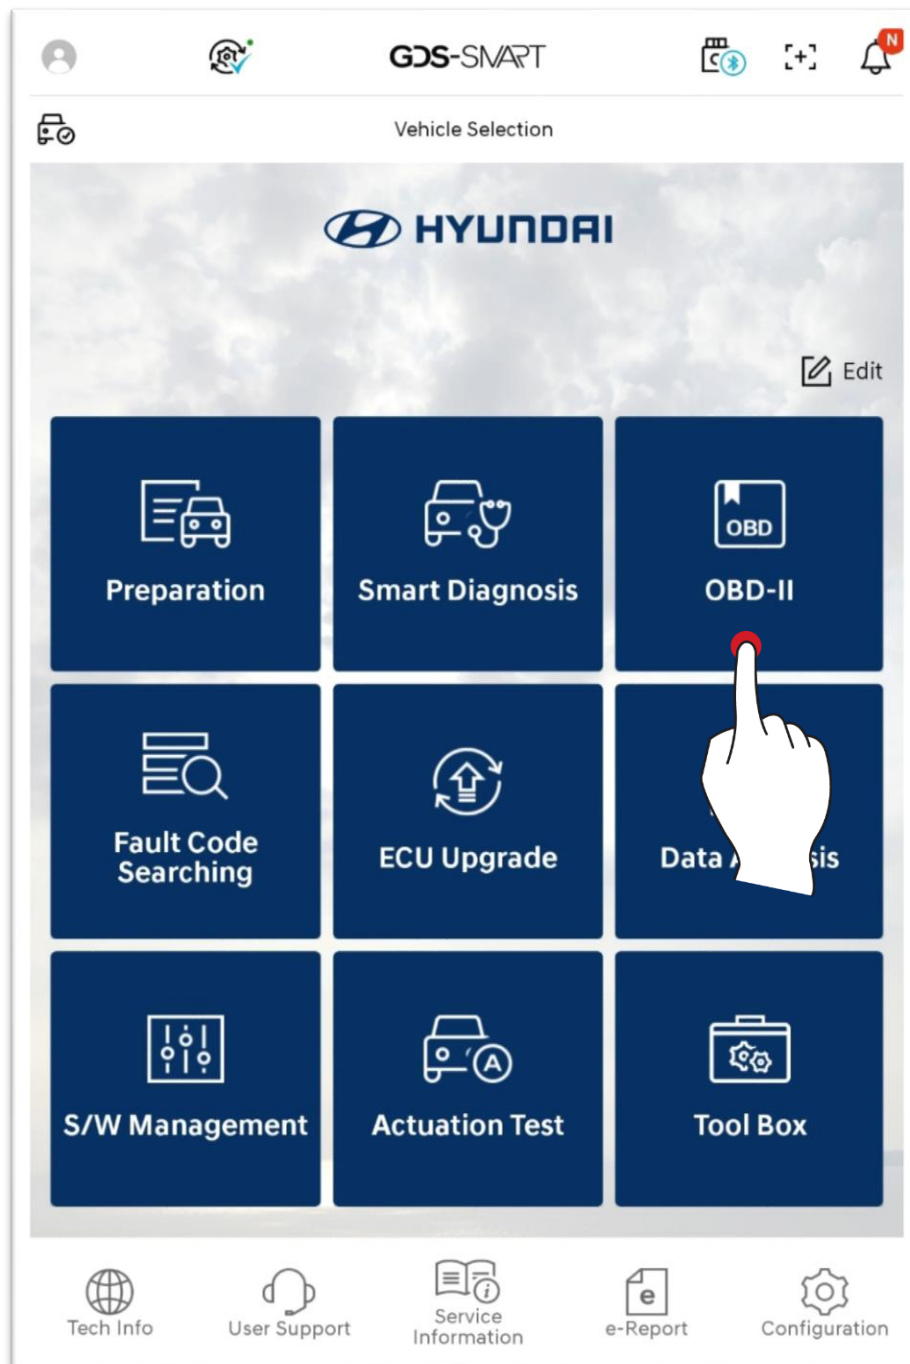 GDS-SMART
N
Vehicle Selection
HYUNDAI
Edit
Preparation
Smart Diagnosis
OBD
OBD-II
Fault Code
Searching
ECU Upgrade
Data
S/W Management
A
Actuation Test
Tool Box
Tech Info
User Support
Service
Information
e
e-Report
Configuration